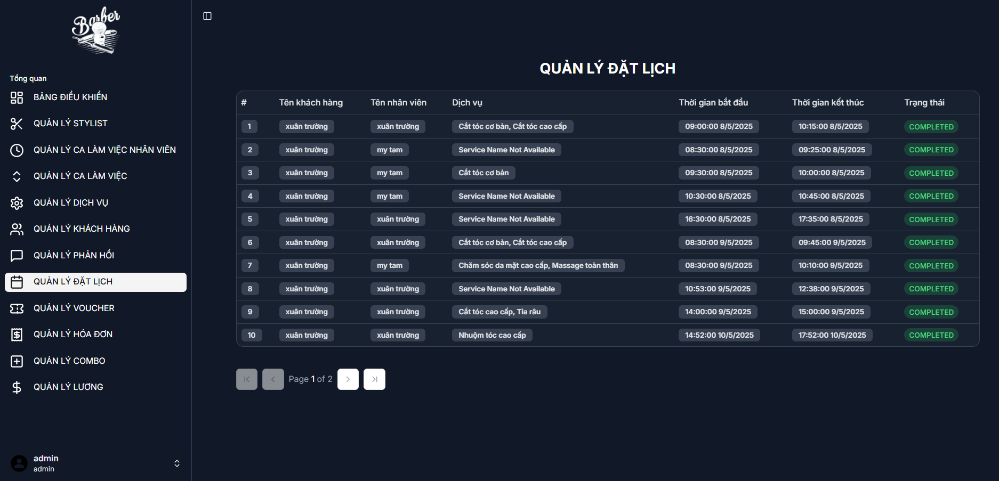 Barber
Tổng quan
BẢNG ĐIỀU KHIỂN
QUẢN LÝ STYLIST
QUẢN LÝ CA LÀM VIỆC NHÂN VIÊN
QUẢN LÝ CA LÀM VIỆC
QUẢN LÝ DỊCH VỤ
QUẢN LÝ KHÁCH HÀNG
QUẢN LÝ PHẢN HỒI
QUẢN LÝ ĐẶT LỊCH
QUẢN LÝ VOUCHER
QUẢN LÝ HÓA ĐƠN
QUẢN LÝ COMBO
QUẢN LÝ LƯƠNG
admin
admin
QUẢN LÝ ĐẶT LỊCH
# Tên khách hàng Tên nhân viên Dịch vụ Thời gian bắt đầu Thời gian kết thúc Trạng thái
1 xuân trường xuân trường Cắt tóc cơ bản, Cắt tóc cao cấp 09:00:00 8/5/2025 10:15:00 8/5/2025 COMPLETED
2 xuân trường my tam Service Name Not Available 08:30:00 8/5/2025 09:25:00 8/5/2025 COMPLETED
3 xuân trường my tam Cắt tóc cơ bản 09:30:00 8/5/2025 10:00:00 8/5/2025 COMPLETED
4 xuân trường my tam Service Name Not Available 10:30:00 8/5/2025 10:45:00 8/5/2025 COMPLETED
5 xuân trường xuân trường Service Name Not Available 16:30:00 8/5/2025 17:35:00 8/5/2025 COMPLETED
6 xuân trường xuân trường Cắt tóc cơ bản, Cắt tóc cao cấp 08:30:00 9/5/2025 09:45:00 9/5/2025 COMPLETED
7 xuân trường my tam Chăm sóc da mặt cao cấp, Massage toàn thân 08:30:00 9/5/2025 10:10:00 9/5/2025 COMPLETED
8 xuân trường xuân trường Service Name Not Available 10:53:00 9/5/2025 12:38:00 9/5/2025 COMPLETED
9 xuân trường xuân trường Cắt tóc cao cấp, Tỉa râu 14:00:00 9/5/2025 15:00:00 9/5/2025 COMPLETED
10 xuân trường xuân trường Nhuộm tóc cao cấp 14:52:00 10/5/2025 17:52:00 10/5/2025 COMPLETED
Page 1 of 2